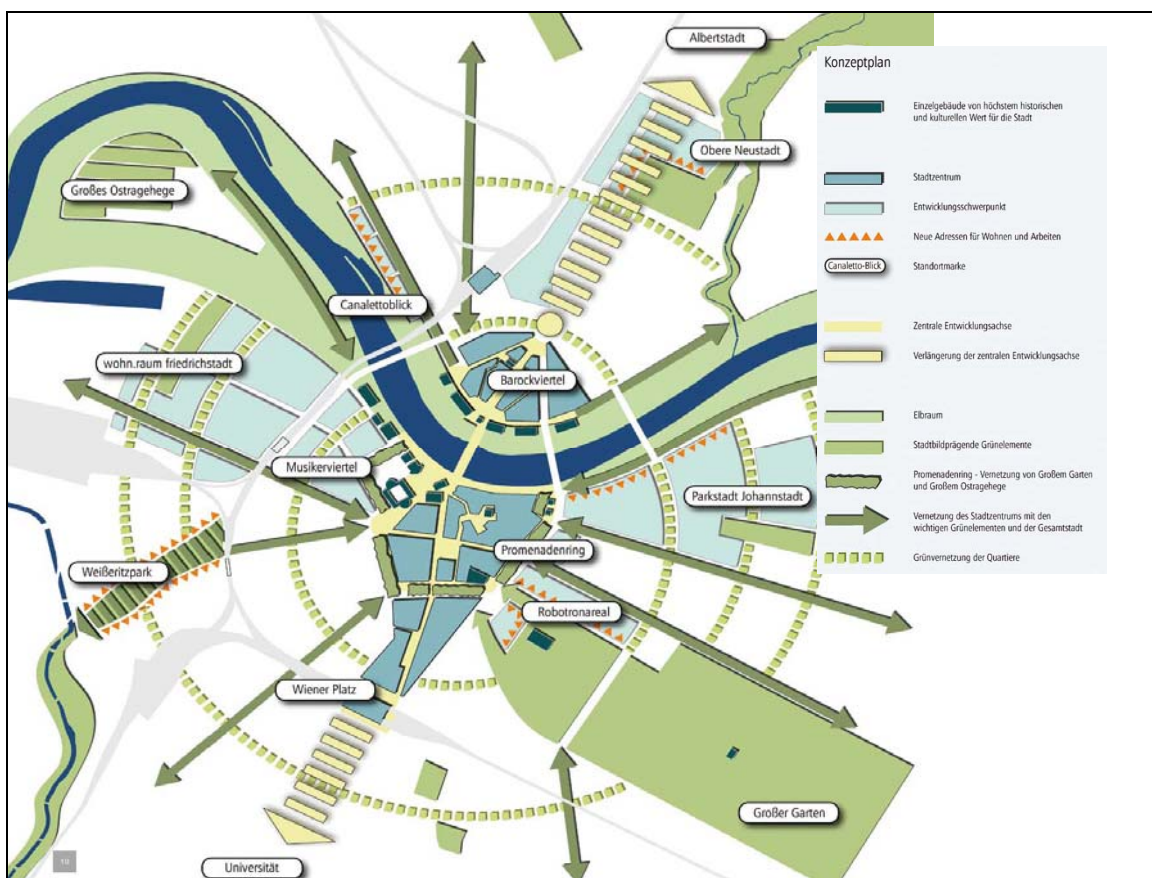 Albertstadt
Obere Neustadt
Großes Ostragehege
Canalettoblick
wohn.raum friedrichstadt
Barockviertel
Musikerviertel
Parkstadt Johannstadt
Promenadenring
Weißeritzpark
Robotronareal
Wiener Platz
Großer Garten
Universität
10
Konzeptplan
Einzelgebäude von höchstem historischen
und kulturellen Wert für die Stadt
Stadtzentrum
Entwicklungsschwerpunkt
Neue Adressen für Wohnen und Arbeiten
Canaletto-Blick
Standortmarke
Zentrale Entwicklungsachse
Verlängerung der zentralen Entwicklungsachse
Elbraum
Stadtbildprägende Grünelemente
Promenadenring - Vernetzung von Großem Garten
und Großem Ostragehege
Vernetzung des Stadtzentrums mit den
wichtigen Grünelementen und der Gesamtstadt
Grünvernetzung der Quartiere